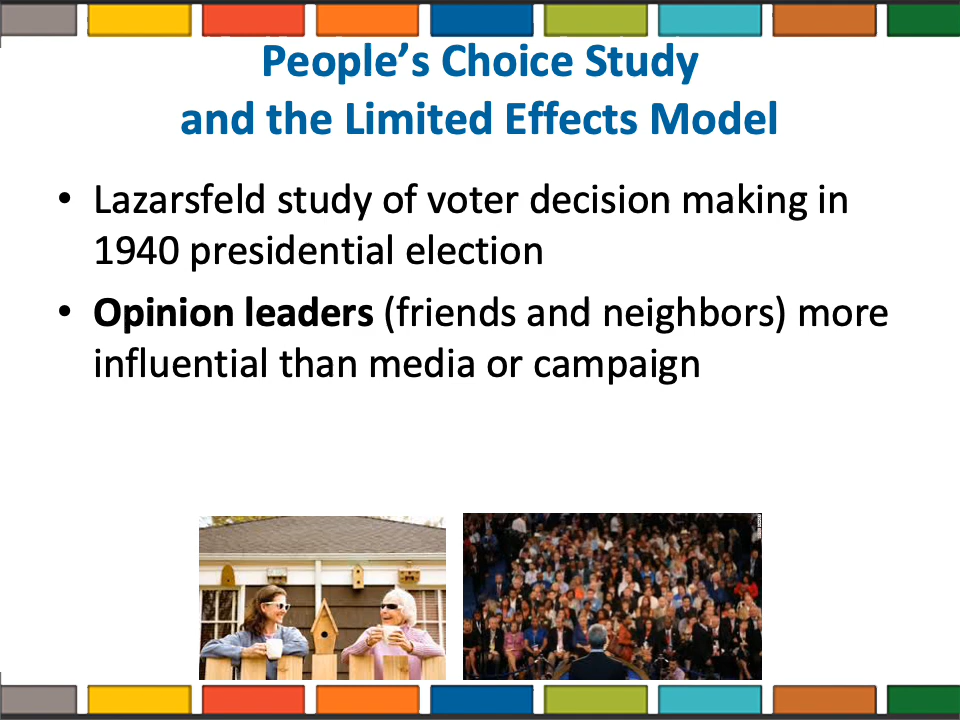 People’s Choice Study
and the Limited Effects Model
• Lazarsfeld study of voter decision making in
1940 presidential election
• Opinion leaders (friends and neighbors) more
influential than media or campaign